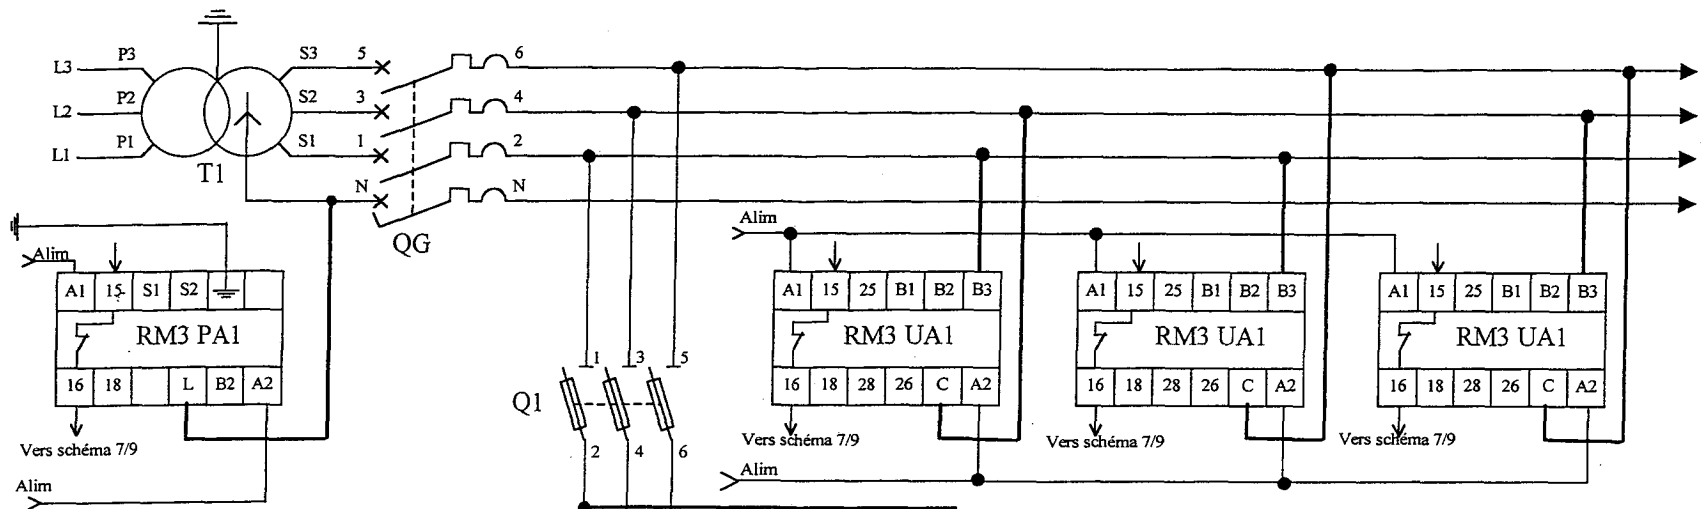 P3 S3 5 6
L3
P2 S2 3 4
L2
P1 S1 1 2
L1
T1 N N
QG
Alim Alim
A1 15 S1 S2
RM3 PA1
16 18 L B2 A2
Vers schéma 7/9
Alim
1 3 5
Q1
2 4 6
A1 15 25 B1 B2 B3
RM3 UA1
16 18 28 26 C A2
Vers schéma 7/9
A1 15 25 B1 B2 B3
RM3 UA1
16 18 28 26 C A2
Vers schéma 7/9
A1 15 25 B1 B2 B3
RM3 UA1
16 18 28 26 C A2
Vers schéma 7/9
Alim